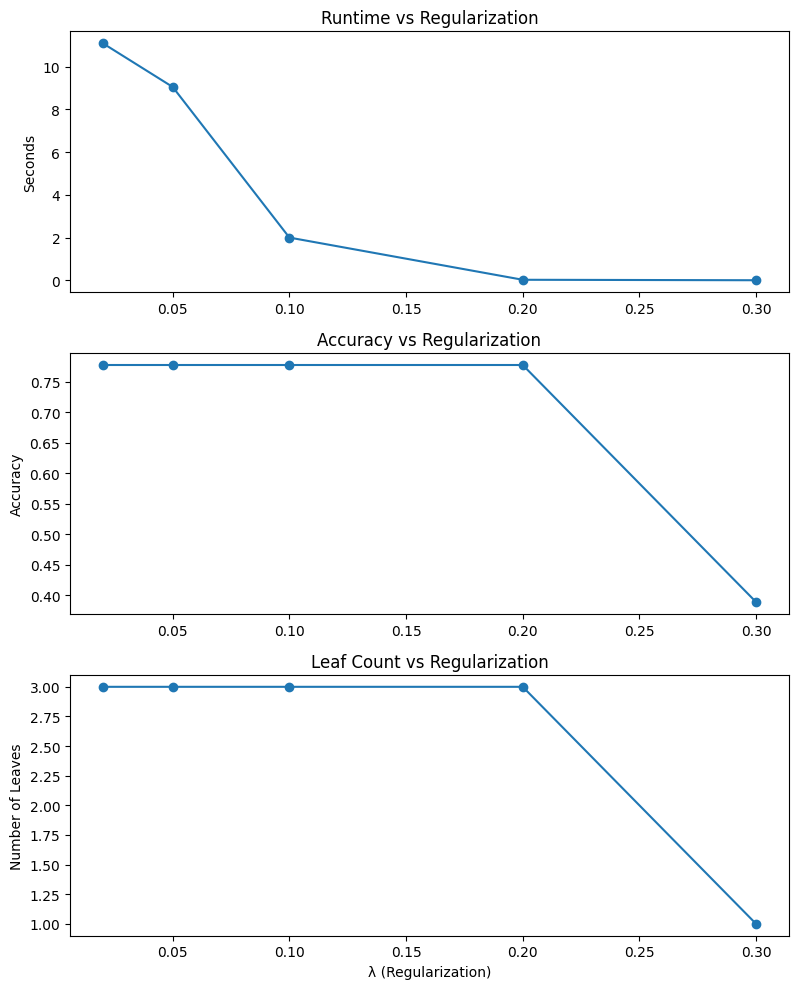 Runtime vs Regularization
10
8
6
4
2
0
Seconds
0.05 0.10 0.15 0.20 0.25 0.30
Accuracy vs Regularization
0.75
0.70
0.65
0.60
0.55
0.50
0.45
0.40
Accuracy
0.05 0.10 0.15 0.20 0.25 0.30
Leaf Count vs Regularization
3.00
2.75
2.50
2.25
2.00
1.75
1.50
1.25
1.00
Number of Leaves
0.05 0.10 0.15 0.20 0.25 0.30
λ (Regularization)